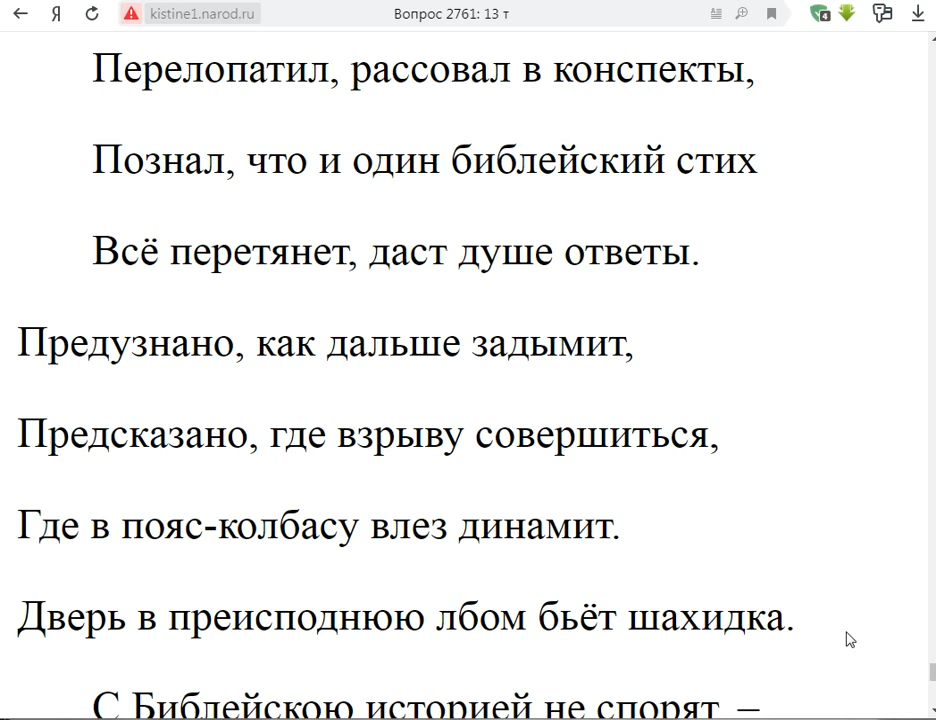 kistine1.narod.ru
Вопрос 2761: 13 т
4
Перелопатил, рассовал в конспекты,
Познал, что и один библейский стих
Всё перетянет, даст душе ответы.
Предузнано, как дальше задымит,
Предсказано, где взрыву совершиться,
Где в пояс-колбасу влез динамит.
Дверь в преисподнюю лбом бьёт шахидка.
С Библейскою историей не спорят –